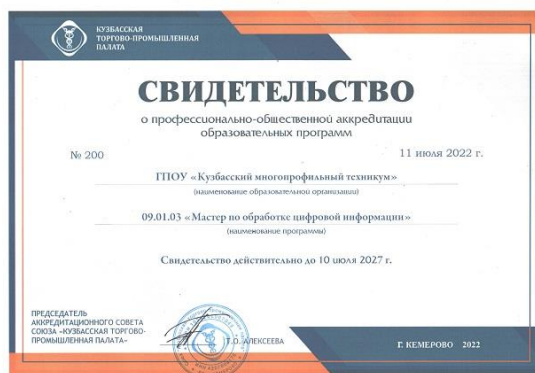 КУЗБАССКАЯ
ТОРГОВО-ПРОМЫШЛЕННАЯ
ПАЛАТА
СВИДЕТЕЛЬСТВО
о профессионально-общественной аккредитации
образовательных программ
№ 200
11 июля 2022 г.
ГПОУ «Кузбасский многопрофильный техникум»
(наименование образовательной организации)
09.01.03 «Мастер по обработке цифровой информации»
(наименование программы)
Свидетельство действительно до 10 июля 2027 г.
ПРЕДСЕДАТЕЛЬ
АККРЕДИТАЦИОННОГО СОВЕТА
СОЮЗА «КУЗБАССКАЯ ТОРГОВО-
ПРОМЫШЛЕННАЯ ПАЛАТА»
Т.О. АЛЕКСЕЕВА
Г. КЕМЕРОВО 2022